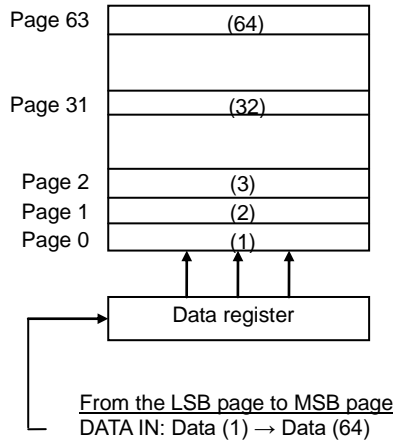 Page 63 (64)
Page 31 (32)
Page 2 (3)
Page 1 (2)
Page 0 (1)
Data register
From the LSB page to MSB page
DATA IN: Data (1) → Data (64)